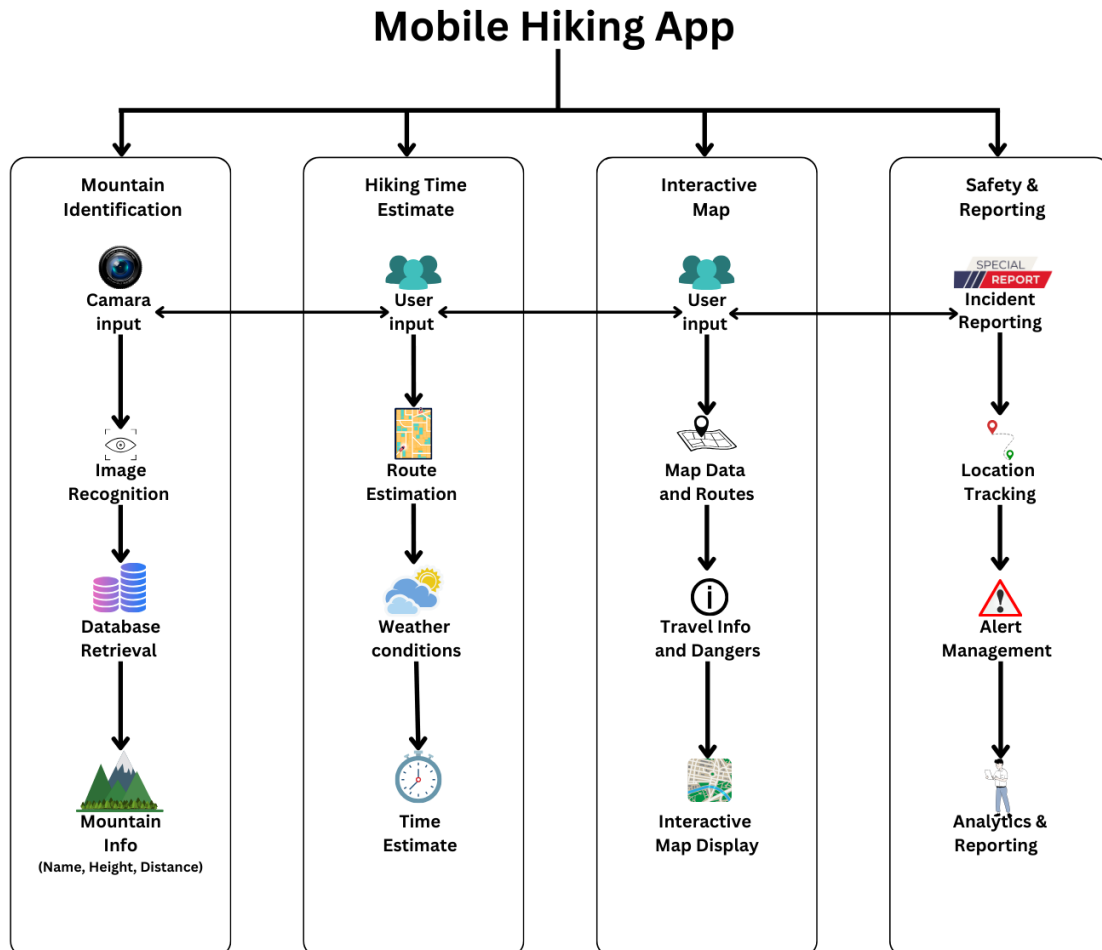 Mobile Hiking App
Mountain
Identification
Camara
input
Image
Recognition
Database
Retrieval
Mountain
Info
(Name, Height, Distance)
Hiking Time
Estimate
User
input
Route
Estimation
Weather
conditions
Time
Estimate
Interactive
Map
User
input
Map Data
and Routes
Travel Info
and Dangers
Interactive
Map Display
Safety &
Reporting
SPECIAL
REPORT
Incident
Reporting
Location
Tracking
Alert
Management
Analytics &
Reporting